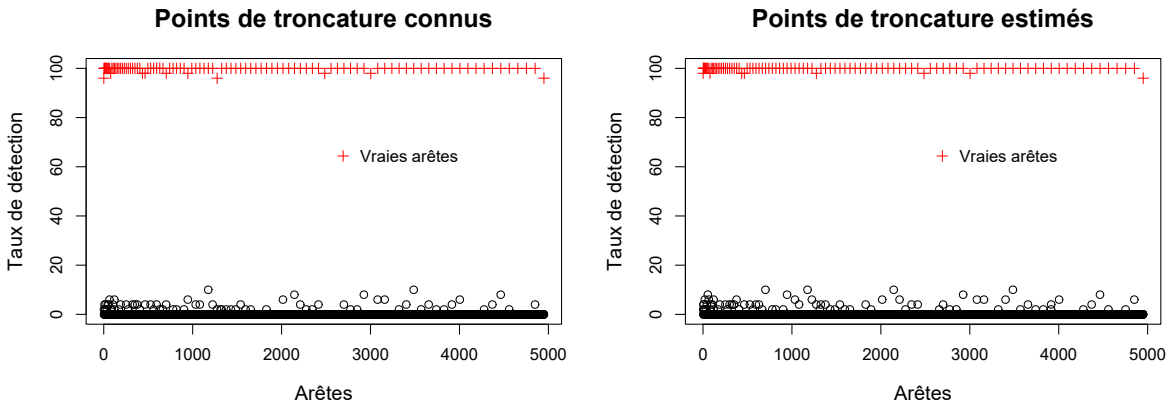 Points de troncature connus
Taux de détection
100
80
60
40
20
0
Vraies arêtes
0 1000 2000 3000 4000 5000
Arêtes
Points de troncature estimés
Taux de détection
100
80
60
40
20
0
Vraies arêtes
0 1000 2000 3000 4000 5000
Arêtes